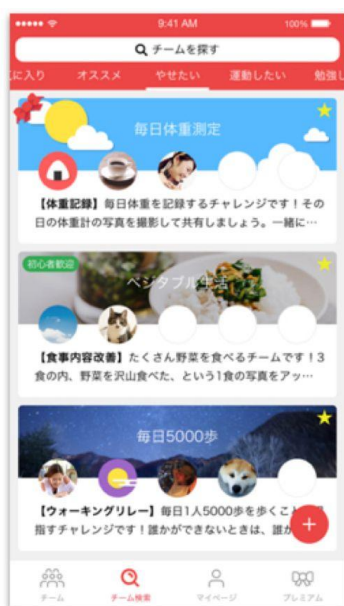 9:41 AM 100%
チームを探す
に入り オススメ やせたい 運動したい 勉強し
毎日体重測定
【体重記録】毎日体重を記録するチャレンジです！その
日の体重計の写真を撮影して共有しましょう。一緒に…
初心者歓迎
ベジタブル生活
【食事内容改善】たくさん野菜を食べるチームです！3
食の内、野菜を沢山食べた、という1食の写真をアッ…
毎日5000歩
【ウォーキングリレー】毎日1人5000歩を歩くこと
指すチャレンジです！誰かができないときは、誰か
チーム チーム検索 マイページ プレミアム